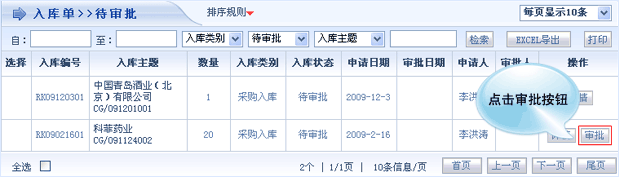 入库单>>待审批 排序规则 每页显示10条
自: 至: 入库类别 待审批 入库主题 检索 EXCEL导出 打印
选择 入库编号 入库主题 数量 入库类别 入库状态 申请日期 审批日期 申请人 审批人 操作
RK09120301 中国青岛酒业(北京)有限公司 CG/091201001 1 采购入库 待审批 2009-12-3 李洪
点击审批按钮
RK09021601 科菲药业 CG/091124002 20 采购入库 待审批 2009-2-16 李洪涛 审批
全选 2个 | 1/1页 | 10条信息/页 首页 上一页 下一页 尾页